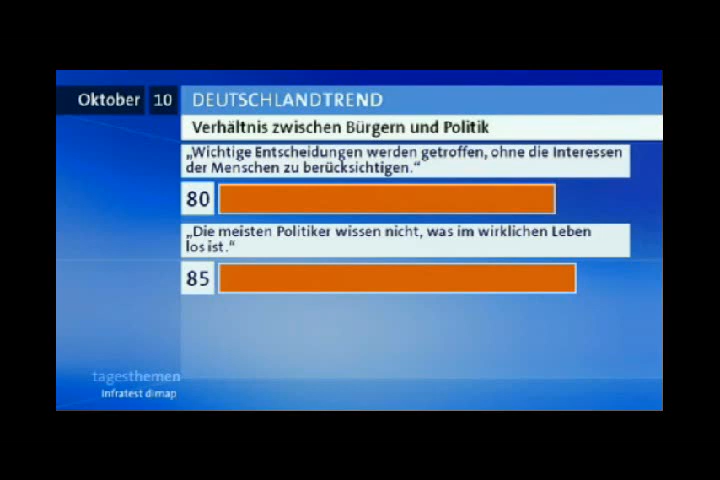 Oktober 10 DEUTSCHLANDTREND
Verhältnis zwischen Bürgern und Politik
„Wichtige Entscheidungen werden getroffen, ohne die Interessen
der Menschen zu berücksichtigen.“
80
„Die meisten Politiker wissen nicht, was im wirklichen Leben
los ist.“
85
tagesthemen
Infratest dimap